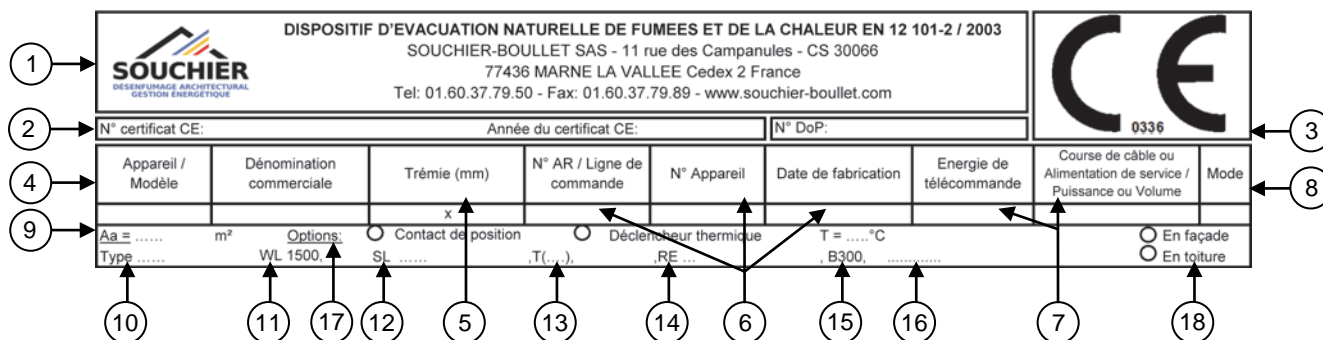 DISPOSITIF D'EVACUATION NATURELLE DE FUMEES ET DE LA CHALEUR EN 12 101-2 / 2003
SOUCHIER-BOULLET SAS - 11 rue des Campanules - CS 30066
77436 MARNE LA VALLEE Cedex 2 France
Tel: 01.60.37.79.50 - Fax: 01.60.37.79.89 - www.souchier-boullet.com
SOUCHIER
DESENFUMAGE ARCHITECTURAL
GESTION ENERGÉTIQUE
CE
0336
1
2
N° certificat CE: Année du certificat CE: N° DoP:
3
4
Appareil / Modèle
Dénomination commerciale
Trémie (mm)
N° AR / Ligne de commande
N° Appareil
Date de fabrication
Energie de télécommande
Course de câble ou
Alimentation de service /
Puissance ou Volume
Mode
8
x
9
Aa = ...... m² Options: Contact de position Déclencheur thermique T = .....°C En façade
Type ...... WL 1500, SL ...... ,T(....), ,RE ... , B300, ............. En toiture
10 11 17 12 5 13 14 6 15 16 7 18